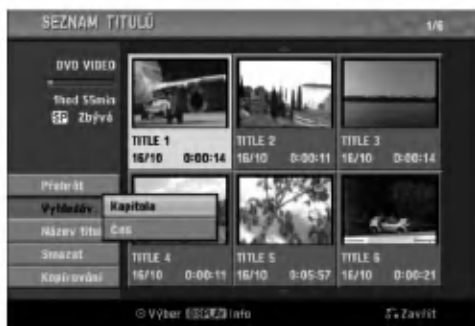 SEZNAM TITULŮ 1/6
DVD VIDEO
1hod 55min
SP Zbývá
TITLE 1
16/10 0:00:14
TITLE 2
16/10 0:00:11
TITLE 3
16/10 0:00:14
Přehrát
Vyhledáv.
Kapitola
Čas
Název titu
Smazat
Kopírování
TITLE 4
16/10 0:00:11
TITLE 5
16/10 0:05:57
TITLE 6
16/10 0:00:21
Výber DISPLAY Info Zavřít